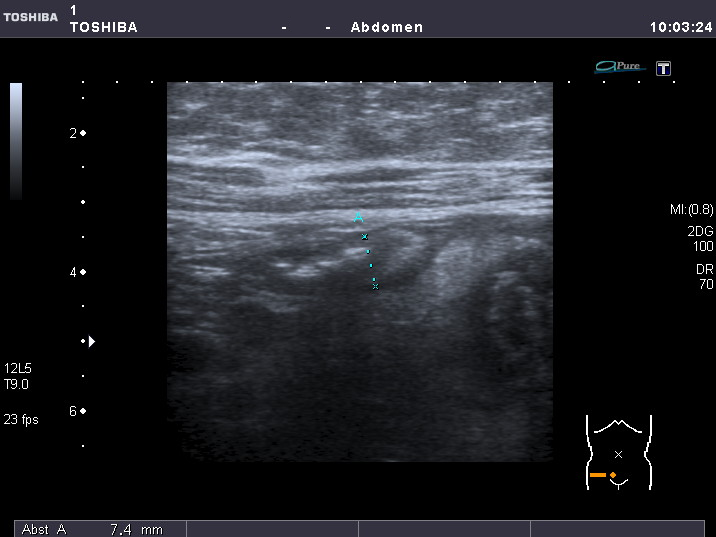 TOSHIBA
1
TOSHIBA - - Abdomen 10:03:24
Pure T
2
MI:(0.8)
A
2DG
100
4
DR
70
12L5
T9.0
6
23 fps
Abst A 7.4 mm